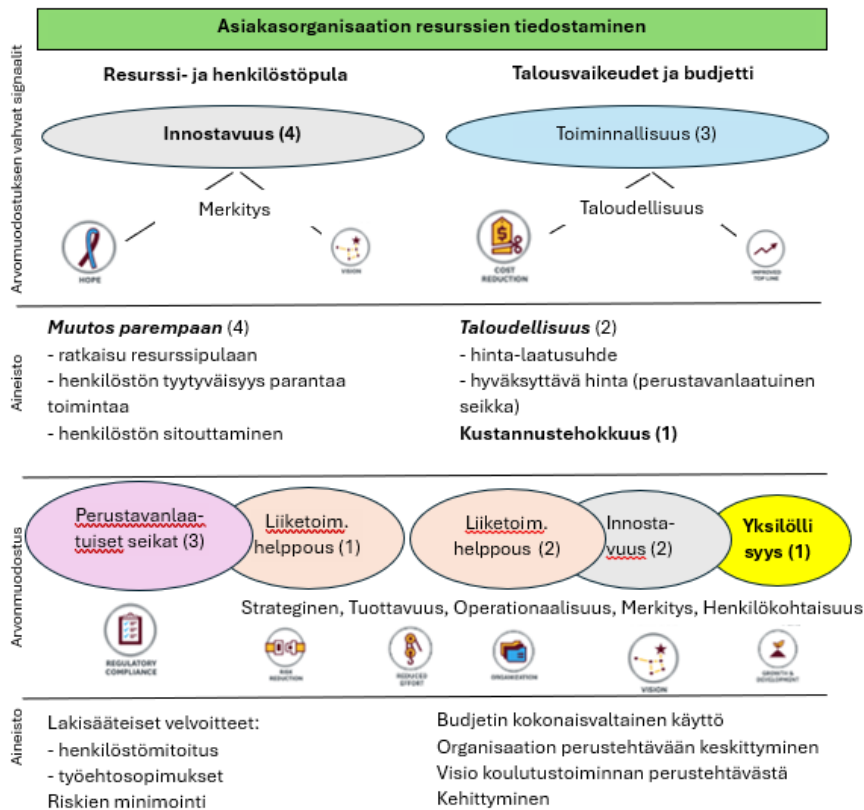 Asiakasorganisaation resurssien tiedostaminen
Arvomuodostuksen vahvat signaalit
Resurssi- ja henkilöstöpula
Talousvaikeudet ja budjetti
Innostavuus (4)
Toiminnallisuus (3)
Merkitys
Taloudellisuus
HOPE
VISION
COST
REDUCTION
IMPROVED
TOP LINE
Aineisto
Muutos parempaan (4)
- ratkaisu resurssipulaan
- henkilöstön tyytyväisyys parantaa
toimintaa
- henkilöstön sitouttaminen
Taloudellisuus (2)
- hinta-laatusuhde
- hyväksyttävä hinta (perustavanlaatuinen
seikka)
Kustannustehokkuus (1)
Arvonmuodostus
Perustavanlaa-
tuiset seikat (3)
Liiketoim.
helppous (1)
Liiketoim.
helppous (2)
Innosta-
vuus (2)
Yksilölli
syys (1)
Strateginen, Tuottavuus, Operationaalisuus, Merkitys, Henkilökohtaisuus
REGULATORY
COMPLIANCE
RISK
REDUCTION
REDUCED
EFFORT
ORGANIZATION
VISION
GROWTH &
DEVELOPMENT
Aineisto
Lakisääteiset velvoitteet:
- henkilöstömitoitus
- työehtosopimukset
Riskien minimointi
Budjetin kokonaisvaltainen käyttö
Organisaation perustehtävään keskittyminen
Visio koulutustoiminnan perustehtävästä
Kehittyminen